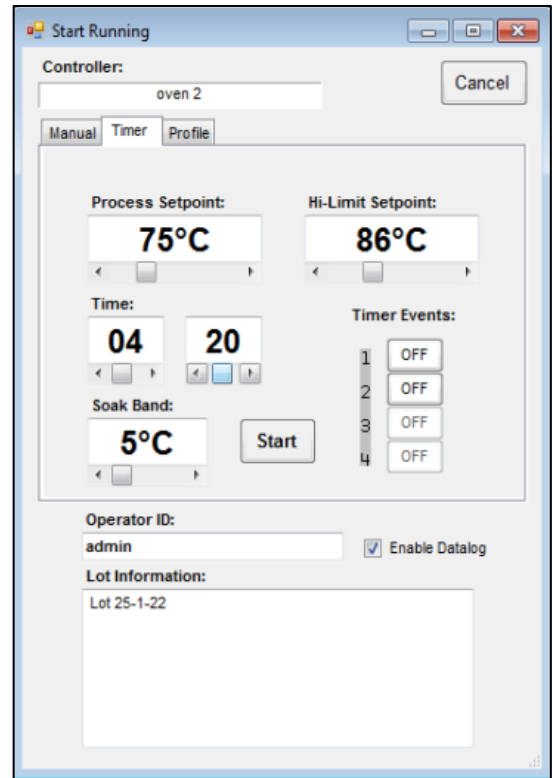 Start Running
Controller:
oven 2
Cancel
Manual Timer Profile
Process Setpoint: Hi-Limit Setpoint:
75°C 86°C
Time:
04 20
Timer Events:
1 OFF
2 OFF
3 OFF
4 OFF
Soak Band:
5°C
Start
Operator ID:
admin
Enable Datalog
Lot Information:
Lot 25-1-22